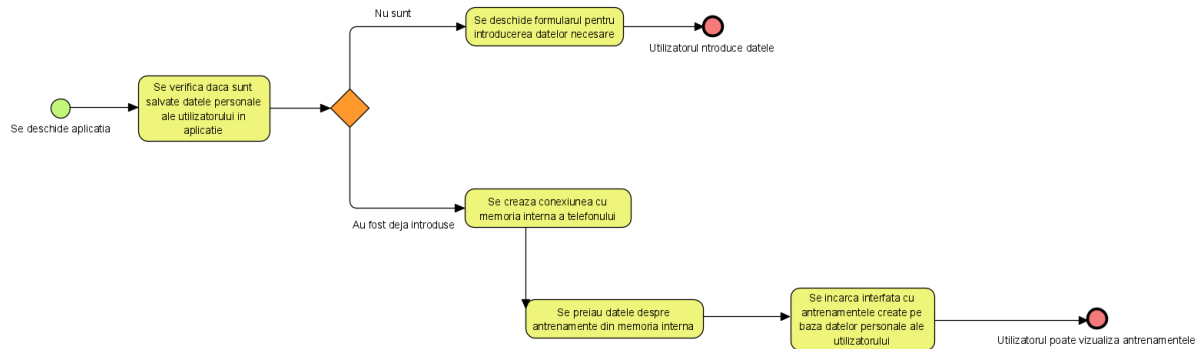 Nu sunt
Se deschide formularul pentru
introducerea datelor necesare
Utilizatorul ntroduce datele
Se verifica daca sunt
salvate datele personale
ale utilizatorului in
aplicatie
Se deschide aplicatia
Au fost deja introduse
Se creaza conexiunea cu
memoria interna a telefonului
Se preiau datele despre
antrenamente din memoria interna
Se incarca interfata cu
antrenamentele create pe
baza datelor personale ale
utilizatorului
Utilizatorul poate vizualiza antrenamentele